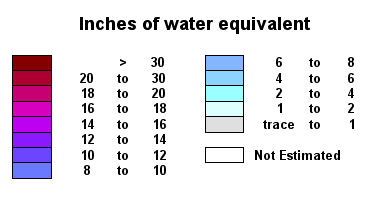 Inches of water equivalent
> 30
20 to 30
18 to 20
16 to 18
14 to 16
12 to 14
10 to 12
8 to 10
6 to 8
4 to 6
2 to 4
1 to 2
trace to 1
Not Estimated